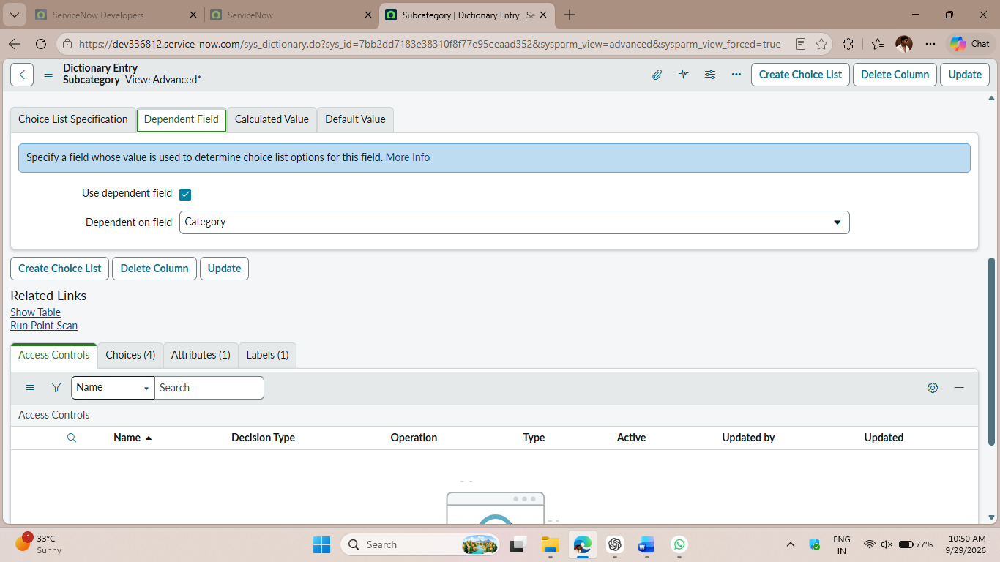 ServiceNow Developers
ServiceNow
Subcategory | Dictionary Entry | Se
https://dev336812.service-now.com/sys_dictionary.do?sys_id=7bb2dd7183e38310f8f77e95eeaad352&sysparm_view=advanced&sysparm_view_forced=true
Chat
Dictionary Entry
Subcategory View: Advanced*
Create Choice List
Delete Column
Update
Choice List Specification
Dependent Field
Calculated Value
Default Value
Specify a field whose value is used to determine choice list options for this field. More Info
Use dependent field
Dependent on field
Category
Create Choice List
Delete Column
Update
Related Links
Show Table
Run Point Scan
Access Controls
Choices (4)
Attributes (1)
Labels (1)
Name
Search
Access Controls
Name
Decision Type
Operation
Type
Active
Updated by
Updated
1
33°C
Sunny
Search
ENG
IN
77%
10:50 AM
9/29/2026